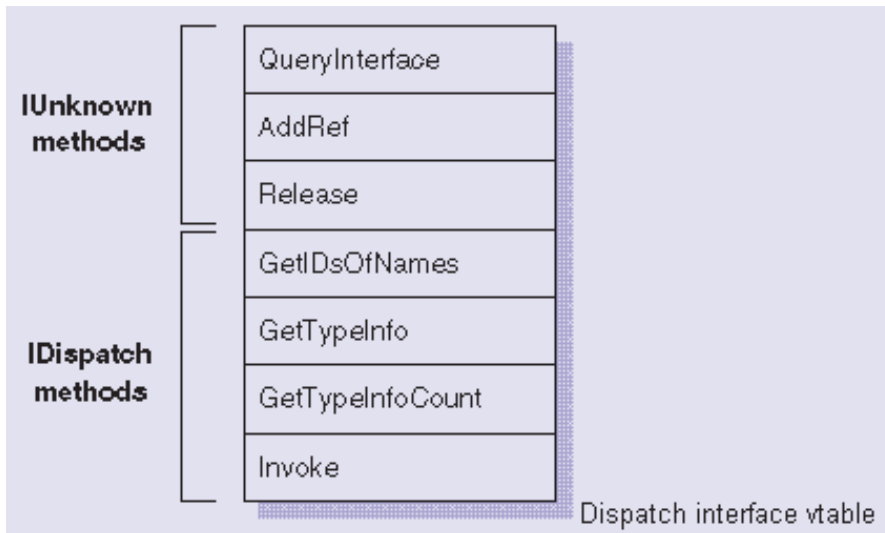 IUnknown
methods
QueryInterface
AddRef
Release
IDispatch
methods
GetIDsOfNames
GetTypeInfo
GetTypeInfoCount
Invoke
Dispatch interface vtable